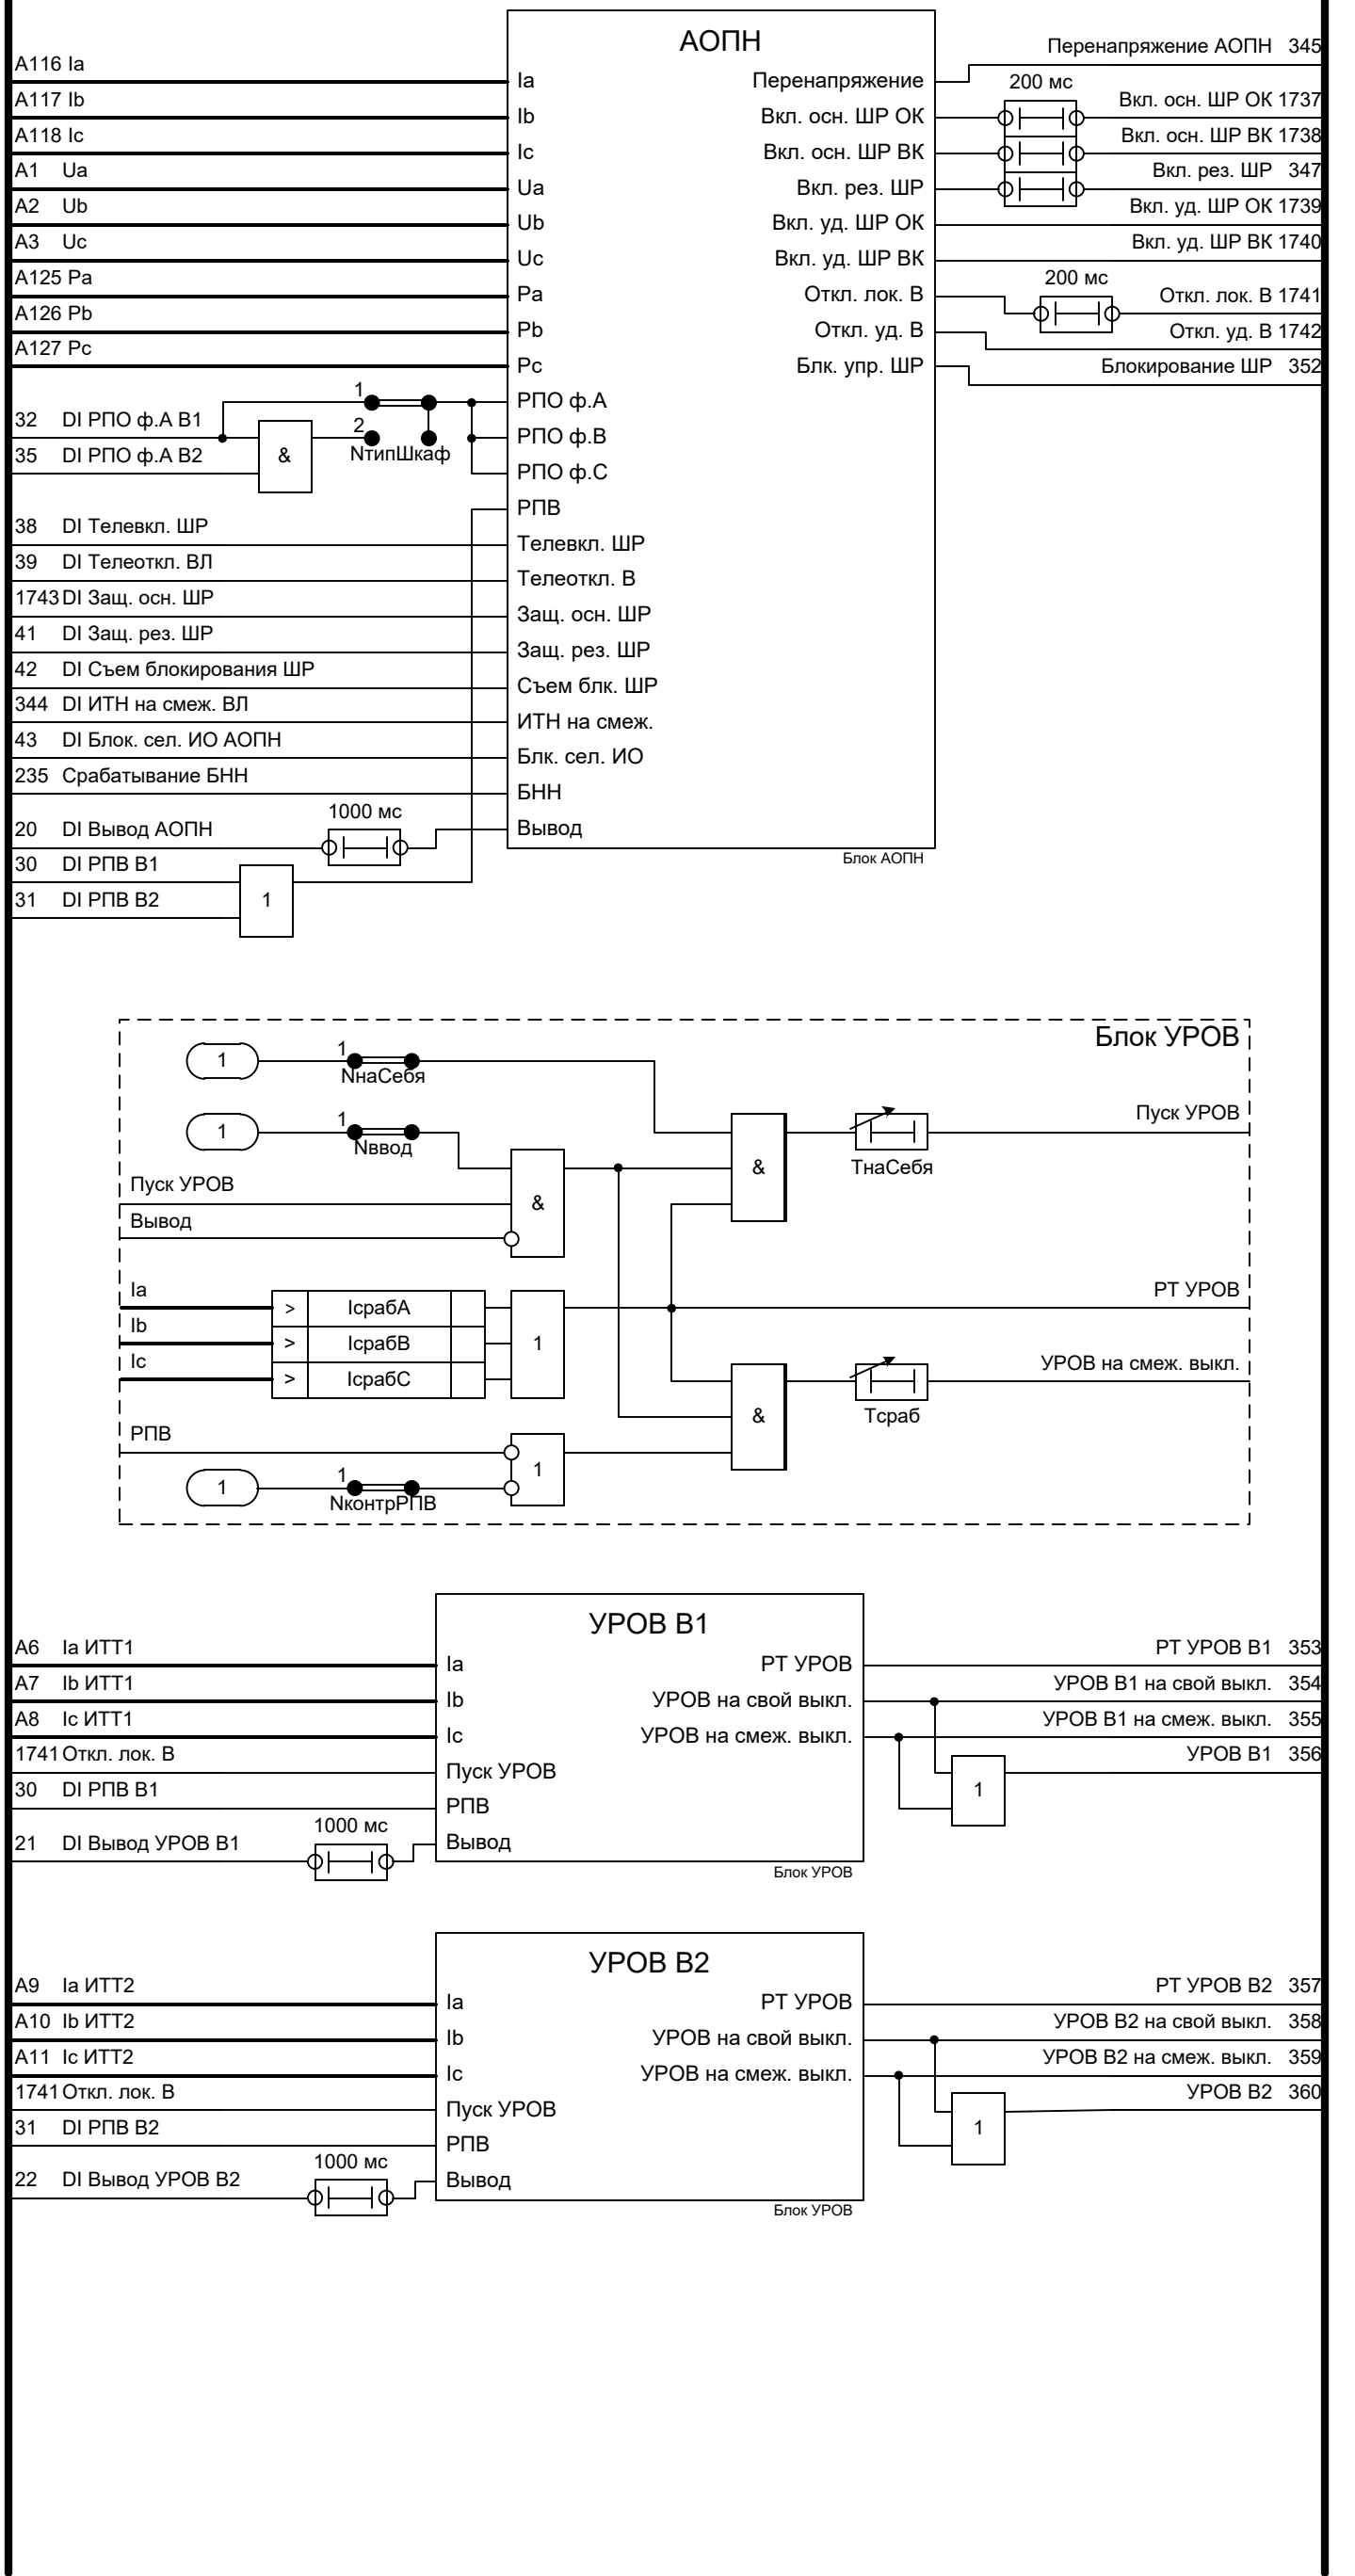 АОПН
Перенапряжение АОПН 345
A116 Ia
Ia
Перенапряжение
200 мс
A117 Ib
Ib
Вкл. осн. ШР ОК
Вкл. осн. ШР ОК 1737
A118 Ic
Ic
Вкл. осн. ШР ВК
Вкл. осн. ШР ВК 1738
A1 Ua
Ua
Вкл. рез. ШР
Вкл. рез. ШР 347
A2 Ub
Ub
Вкл. уд. ШР ОК
Вкл. уд. ШР ОК 1739
A3 Uc
Uc
Вкл. уд. ШР ВК
Вкл. уд. ШР ВК 1740
A125 Pa
Pa
Откл. лок. В
200 мс
Откл. лок. В 1741
A126 Pb
Pb
Откл. уд. В
Откл. уд. В 1742
A127 Pc
Pc
Блк. упр. ШР
Блокирование ШР 352
1
РПО ф.А
32 DI РПО ф.А В1
2
РПО ф.В
35 DI РПО ф.А В2
&
NтипШкаф
РПО ф.С
РПВ
38 DI Телевкл. ШР
Телевкл. ШР
39 DI Телеоткл. ВЛ
Телеоткл. В
1743 DI Защ. осн. ШР
Защ. осн. ШР
41 DI Защ. рез. ШР
Защ. рез. ШР
42 DI Съем блокирования ШР
Съем блк. ШР
344 DI ИТН на смеж. ВЛ
ИТН на смеж.
43 DI Блок. сел. ИО АОПН
Блк. сел. ИО
235 Срабатывание БНН
БНН
1000 мс
20 DI Вывод АОПН
Вывод
Блок АОПН
30 DI РПВ В1
31 DI РПВ В2
1
Блок УРОВ
1
1
NнаСебя
1
1
Nввод
Пуск УРОВ
ТнаСебя
&
Пуск УРОВ
&
Вывод
Ia
>
IсрабA
РТ УРОВ
Ib
>
IсрабB
1
Ic
>
IсрабC
УРОВ на смеж. выкл.
&
Тсраб
РПВ
1
1
1
NконтрРПВ
УРОВ В1
A6 Ia ИТТ1
Ia
РТ УРОВ
РТ УРОВ В1 353
A7 Ib ИТТ1
Ib
УРОВ на свой выкл.
УРОВ В1 на свой выкл. 354
A8 Ic ИТТ1
Ic
УРОВ на смеж. выкл.
УРОВ В1 на смеж. выкл. 355
1741 Откл. лок. В
Пуск УРОВ
1
УРОВ В1 356
30 DI РПВ В1
РПВ
1000 мс
21 DI Вывод УРОВ В1
Вывод
Блок УРОВ
УРОВ В2
A9 Ia ИТТ2
Ia
РТ УРОВ
РТ УРОВ В2 357
A10 Ib ИТТ2
Ib
УРОВ на свой выкл.
УРОВ В2 на свой выкл. 358
A11 Ic ИТТ2
Ic
УРОВ на смеж. выкл.
УРОВ В2 на смеж. выкл. 359
1741 Откл. лок. В
Пуск УРОВ
1
УРОВ В2 360
31 DI РПВ В2
РПВ
1000 мс
22 DI Вывод УРОВ В2
Вывод
Блок УРОВ